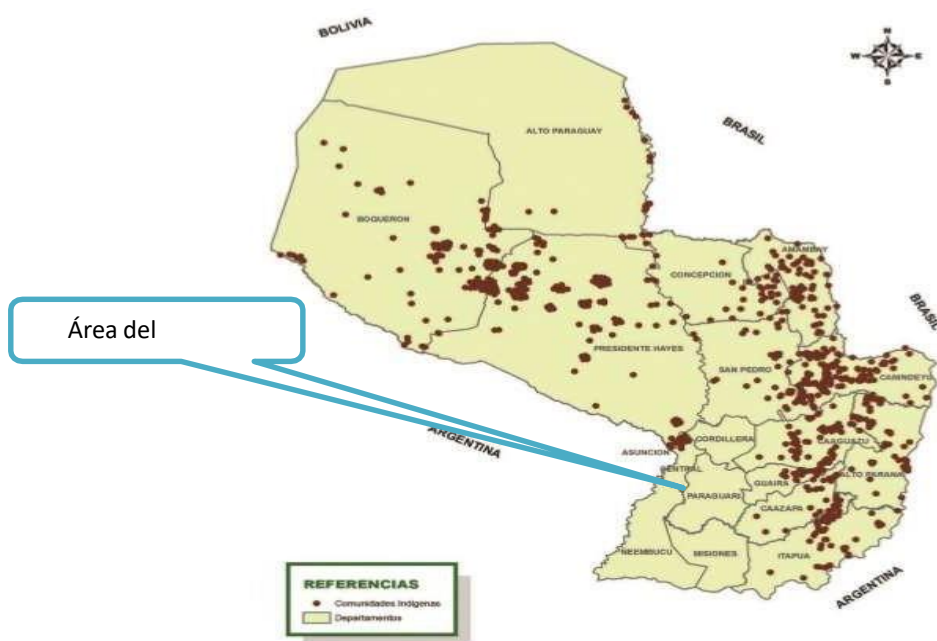 BOLIVIA
N
W
E
S
BRASIL
ALTO PARAGUAY
BOQUERON
AMAMBAY
CONCEPCION
BRASIL
Área del
PRESIDENTE HAYES
SAN PEDRO
CANINDEYU
ARGENTINA
CORDILLERA
CAAGUAZU
ASUNCION
CENTRAL
GUAIRA
ALTO PARANA
PARAGUARI
CAAZAPA
ÑEEMBUCU
MISIONES
ITAPUA
ARGENTINA
REFERENCIAS
Comunidades Indigenas
Departamentos